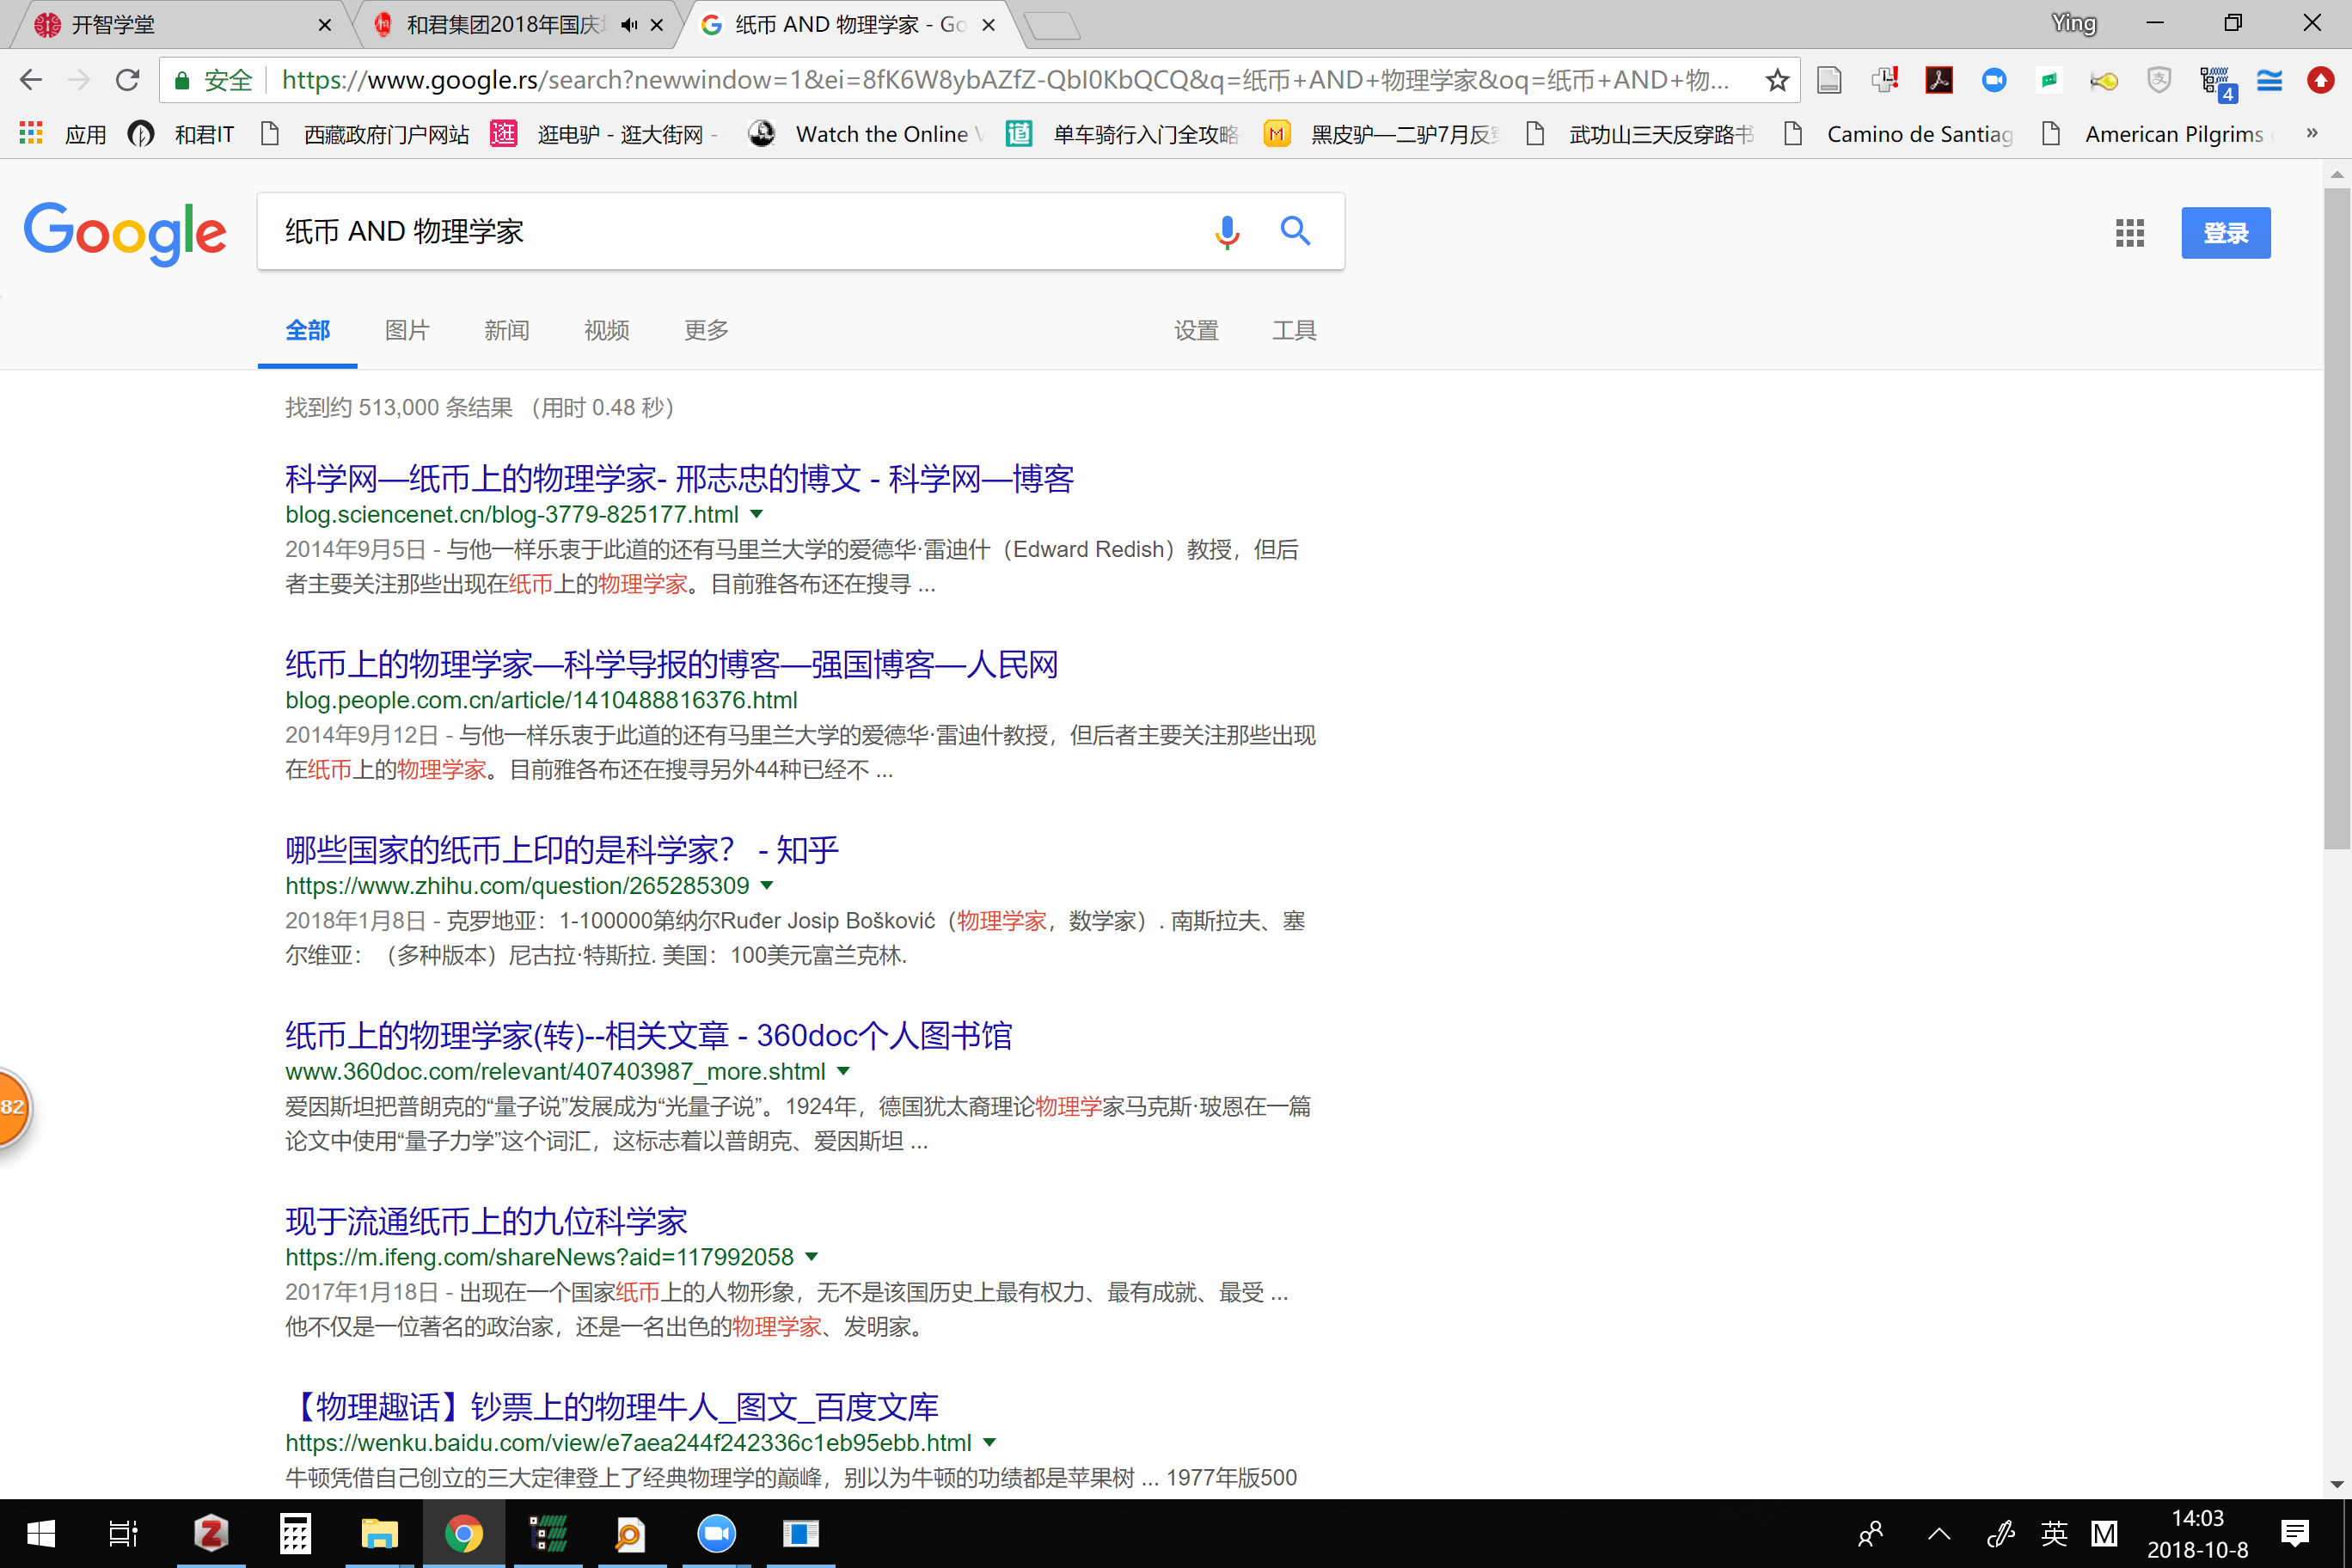 开智学堂
和君集团2018年国庆
纸币 AND 物理学家 - Go
Ying
安全
https://www.google.rs/search?newwindow=1&ei=8fK6W8ybAZfZ-QbI0KbQCQ&q=纸币+AND+物理学家&oq=纸币+AND+物...
4
应用
和君IT
西藏政府门户网站
逛
逛电驴 - 逛大街网 -
Watch the Online
道
单车骑行入门全攻略
M
黑皮驴—二驴7月反穿
武功山三天反穿路书
Camino de Santiag
American Pilgrims
»
Google
纸币 AND 物理学家
登录
全部
图片
新闻
视频
更多
设置
工具
找到约 513,000 条结果 （用时 0.48 秒）
科学网—纸币上的物理学家- 邢志忠的博文 - 科学网—博客
blog.sciencenet.cn/blog-3779-825177.html
2014年9月5日 - 与他一样乐衷于此道的还有马里兰大学的爱德华·雷迪什（Edward Redish）教授，但后
者主要关注那些出现在纸币上的物理学家。目前雅各布还在搜寻 ...
纸币上的物理学家—科学导报的博客—强国博客—人民网
blog.people.com.cn/article/1410488816376.html
2014年9月12日 - 与他一样乐衷于此道的还有马里兰大学的爱德华·雷迪什教授，但后者主要关注那些出现
在纸币上的物理学家。目前雅各布还在搜寻另外44种已经不 ...
哪些国家的纸币上印的是科学家？ - 知乎
https://www.zhihu.com/question/265285309
2018年1月8日 - 克罗地亚：1-100000第纳尔Ruđer Josip Bošković（物理学家，数学家）. 南斯拉夫、塞
尔维亚：（多种版本）尼古拉·特斯拉. 美国：100美元富兰克林.
纸币上的物理学家(转)--相关文章 - 360doc个人图书馆
www.360doc.com/relevant/407403987_more.shtml
爱因斯坦把普朗克的“量子说”发展成为“光量子说”。1924年，德国犹太裔理论物理学家马克斯·玻恩在一篇
论文中使用“量子力学”这个词汇，这标志着以普朗克、爱因斯坦 ...
82
现于流通纸币上的九位科学家
https://m.ifeng.com/shareNews?aid=117992058
2017年1月18日 - 出现在一个国家纸币上的人物形象，无不是该国历史上最有权力、最有成就、最受 ...
他不仅是一位著名的政治家，还是一名出色的物理学家、发明家。
【物理趣话】钞票上的物理牛人_图文_百度文库
https://wenku.baidu.com/view/e7aea244f242336c1eb95ebb.html
牛顿凭借自己创立的三大定律登上了经典物理学的巅峰，别以为牛顿的功绩都是苹果树 ... 1977年版500
Z
英
M
14:03
2018-10-8